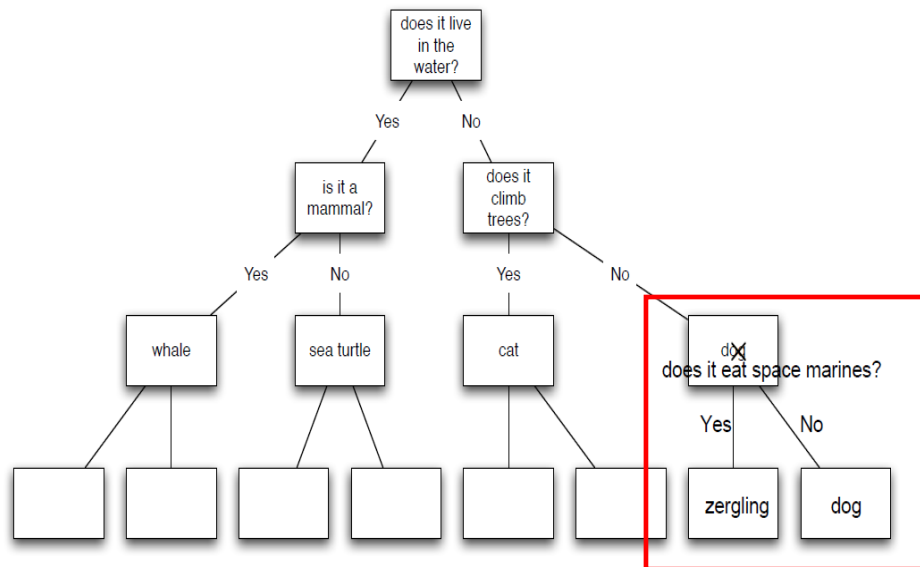 does it live
in the
water?
Yes
No
is it a
mammal?
does it
climb
trees?
Yes
No
Yes
No
whale
sea turtle
cat
dog
does it eat space marines?
Yes
No
zergling
dog